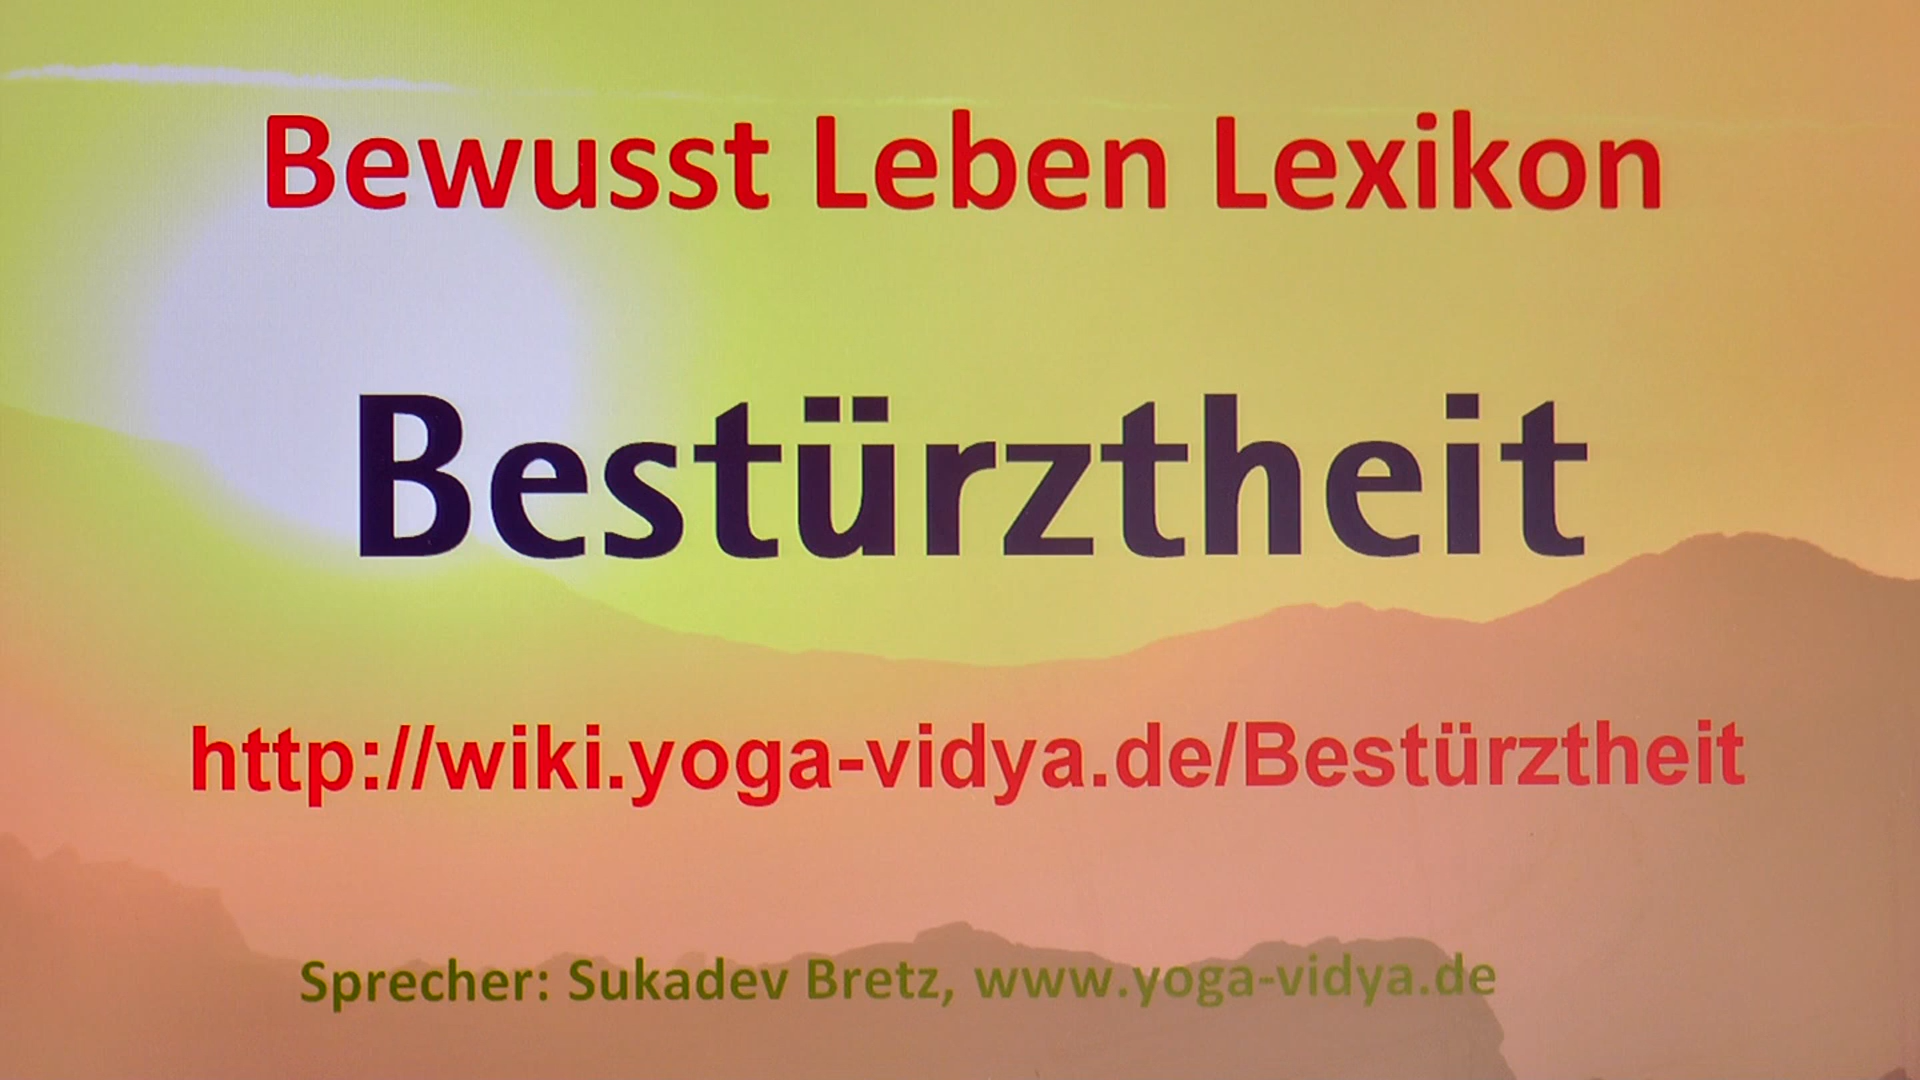 Bewusst Leben Lexikon
Bestürztheit
http://wiki.yoga-vidya.de/Bestürztheit
Sprecher: Sukadev Bretz, www.yoga-vidya.de